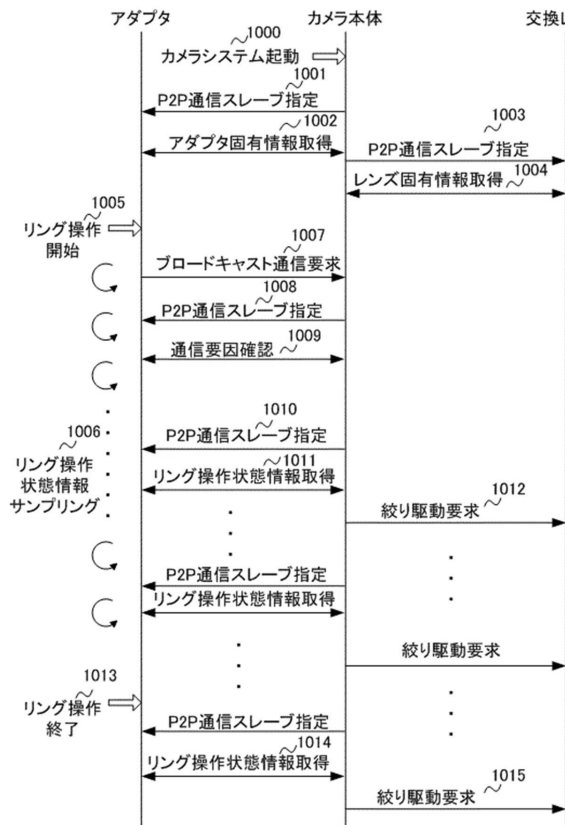 アダプタ
カメラ本体
交換L
1000
カメラシステム起動
1001
P2P通信スレーブ指定
1002
アダプタ固有情報取得
1003
P2P通信スレーブ指定
1004
レンズ固有情報取得
1005
リング操作
開始
1007
ブロードキャスト通信要求
1008
P2P通信スレーブ指定
1009
通信要因確認
1010
P2P通信スレーブ指定
1006
リング操作
状態情報
サンプリング
1011
リング操作状態情報取得
1012
絞り駆動要求
P2P通信スレーブ指定
リング操作状態情報取得
絞り駆動要求
1013
リング操作
終了
P2P通信スレーブ指定
1014
リング操作状態情報取得
1015
絞り駆動要求